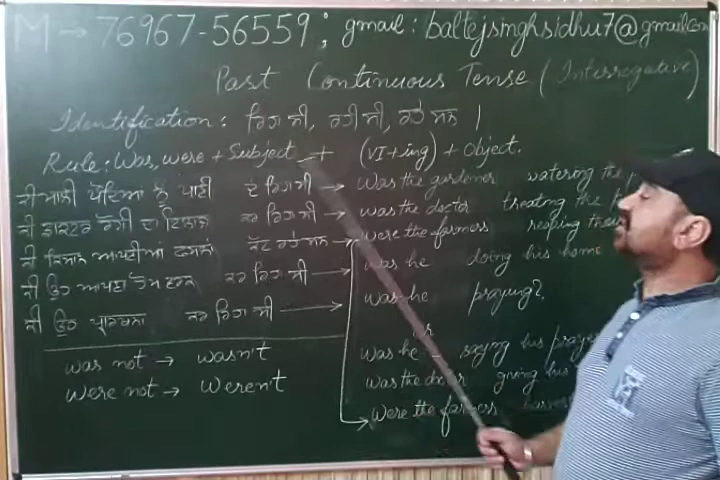 M → 76967-56559; gmail: baltejsinghsidhu7@gmail.com
Past Continuous Tense (Interrogative)
Identification: ਰਿਹਾ ਸੀ, ਰਹੀ ਸੀ, ਰਹੇ ਸਨ ।
Rule: Was, were + Subject + (VI + ing) + Object.
ਕੀ ਮਾਲੀ ਪੌਦਿਆਂ ਨੂੰ ਪਾਣੀ ਦੇ ਰਿਹਾ ਸੀ → Was the gardener watering the
ਕੀ ਡਾਕਟਰ ਰੋਗੀ ਦਾ ਇਲਾਜ ਕਰ ਰਿਹਾ ਸੀ → was the doctor treating the
ਕੀ ਕਿਸਾਨ ਆਪਣੀਆਂ ਫਸਲਾਂ ਕੱਟ ਰਹੇ ਸਨ → were the farmers reaping their
ਕੀ ਉਹ ਆਪਣਾ ਹੋਮ ਵਰਕ ਕਰ ਰਿਹਾ ਸੀ → was he doing his home
ਕੀ ਉਹ ਪ੍ਰਾਰਥਨਾ ਕਰ ਰਿਹਾ ਸੀ → was he praying?
or
was he saying his prayer
was the doctor giving his
Were the farmers
was not → wasn't
Were not → Weren't